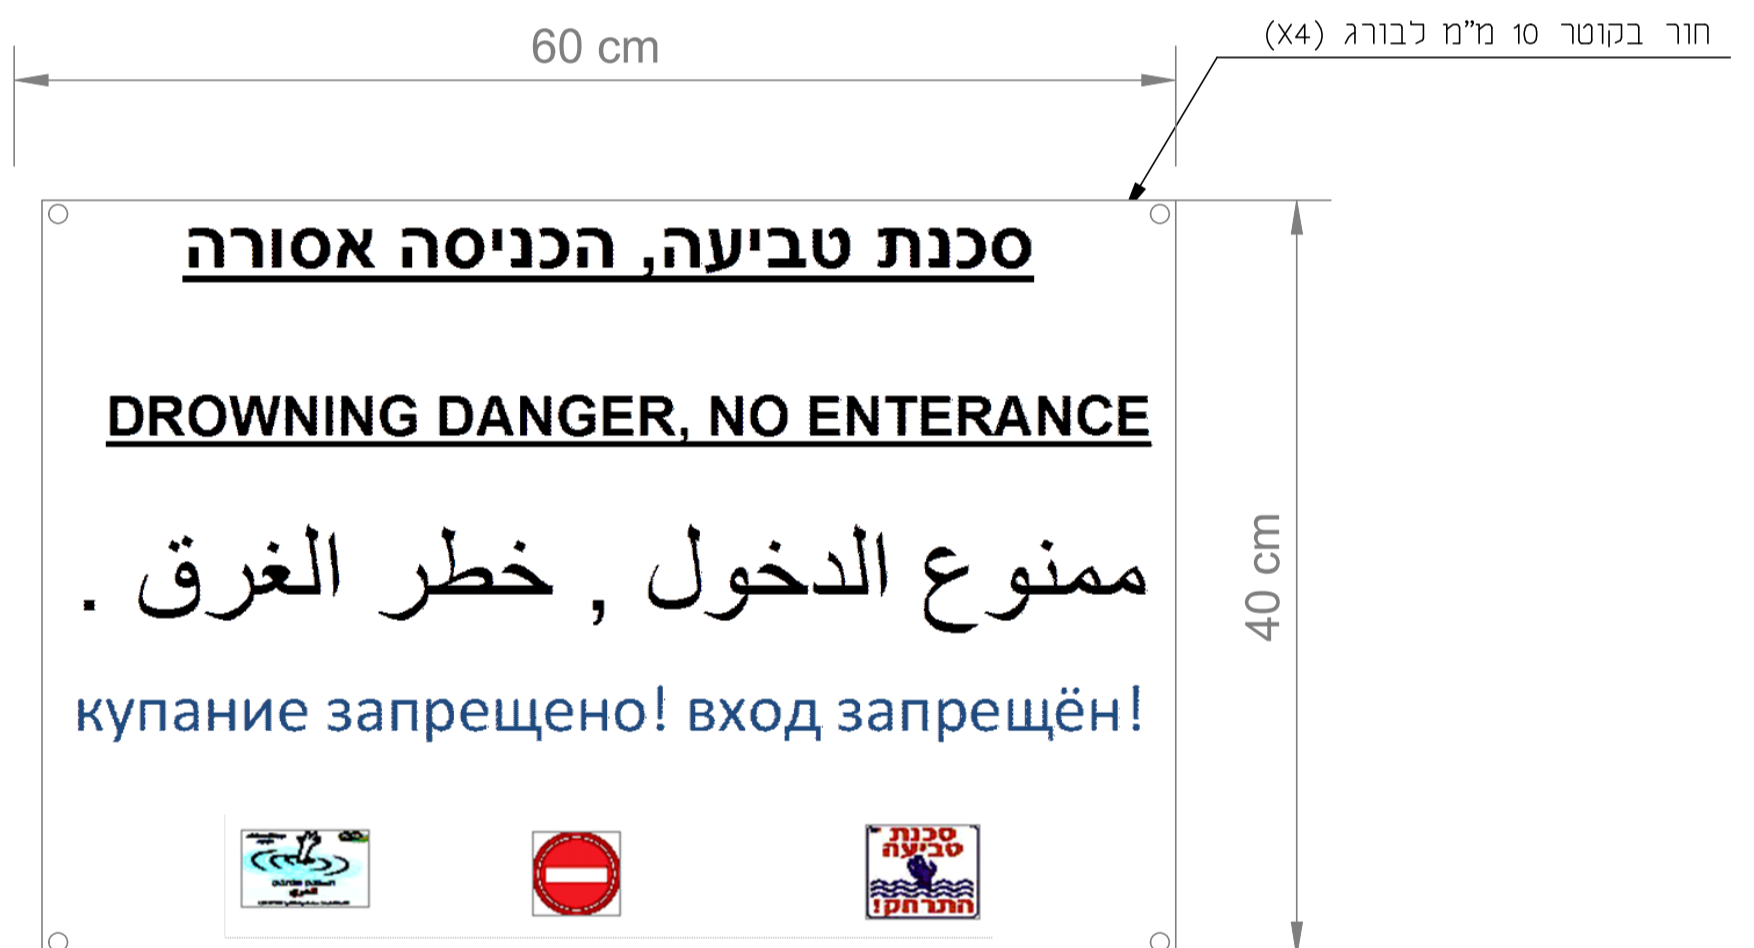 60 cm
חור בקוטר 10 מ"מ לבורג (X4)
סכנת טביעה, הכניסה אסורה
DROWNING DANGER, NO ENTERANCE
ممنوع الدخول , خطر الغرق .
40 cm
купание запрещено! вход запрещён!
סכנת
טביעה
התרחק!